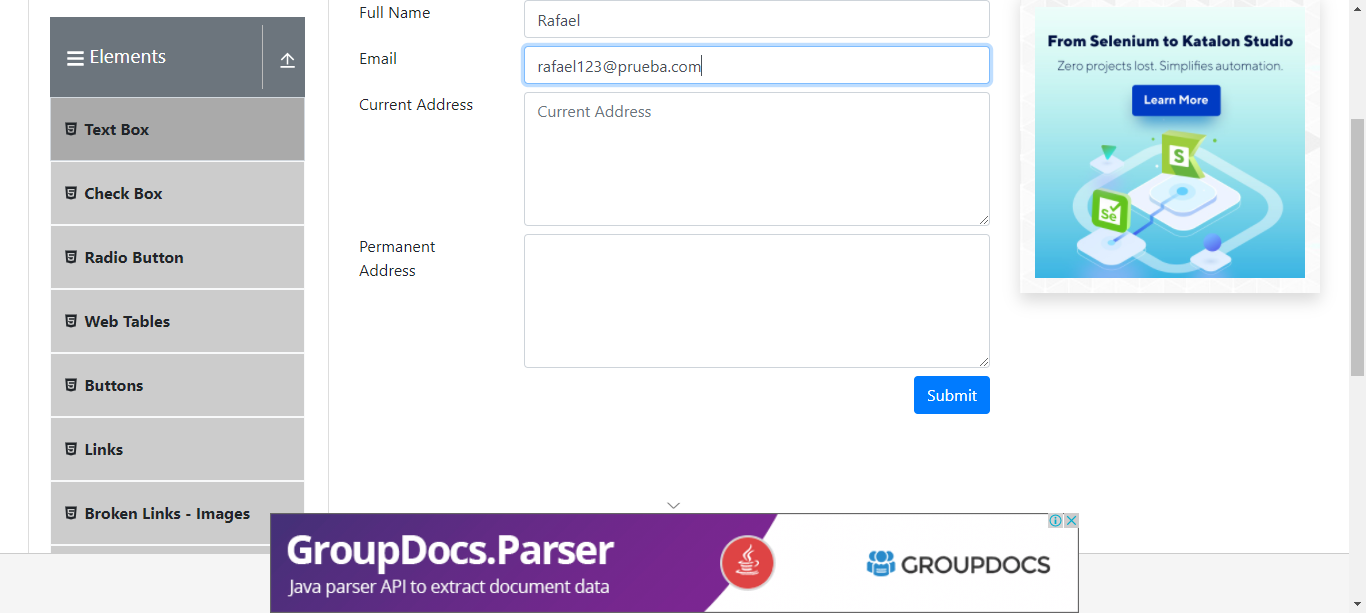 Elements
Text Box
Check Box
Radio Button
Web Tables
Buttons
Links
Broken Links - Images
Full Name
Rafael
Email
rafael123@prueba.com
Current Address
Current Address
Permanent
Address
Submit
From Selenium to Katalon Studio
Zero projects lost. Simplifies automation.
Learn More
S
Se
GroupDocs.Parser
Java parser API to extract document data
GROUPDOCS